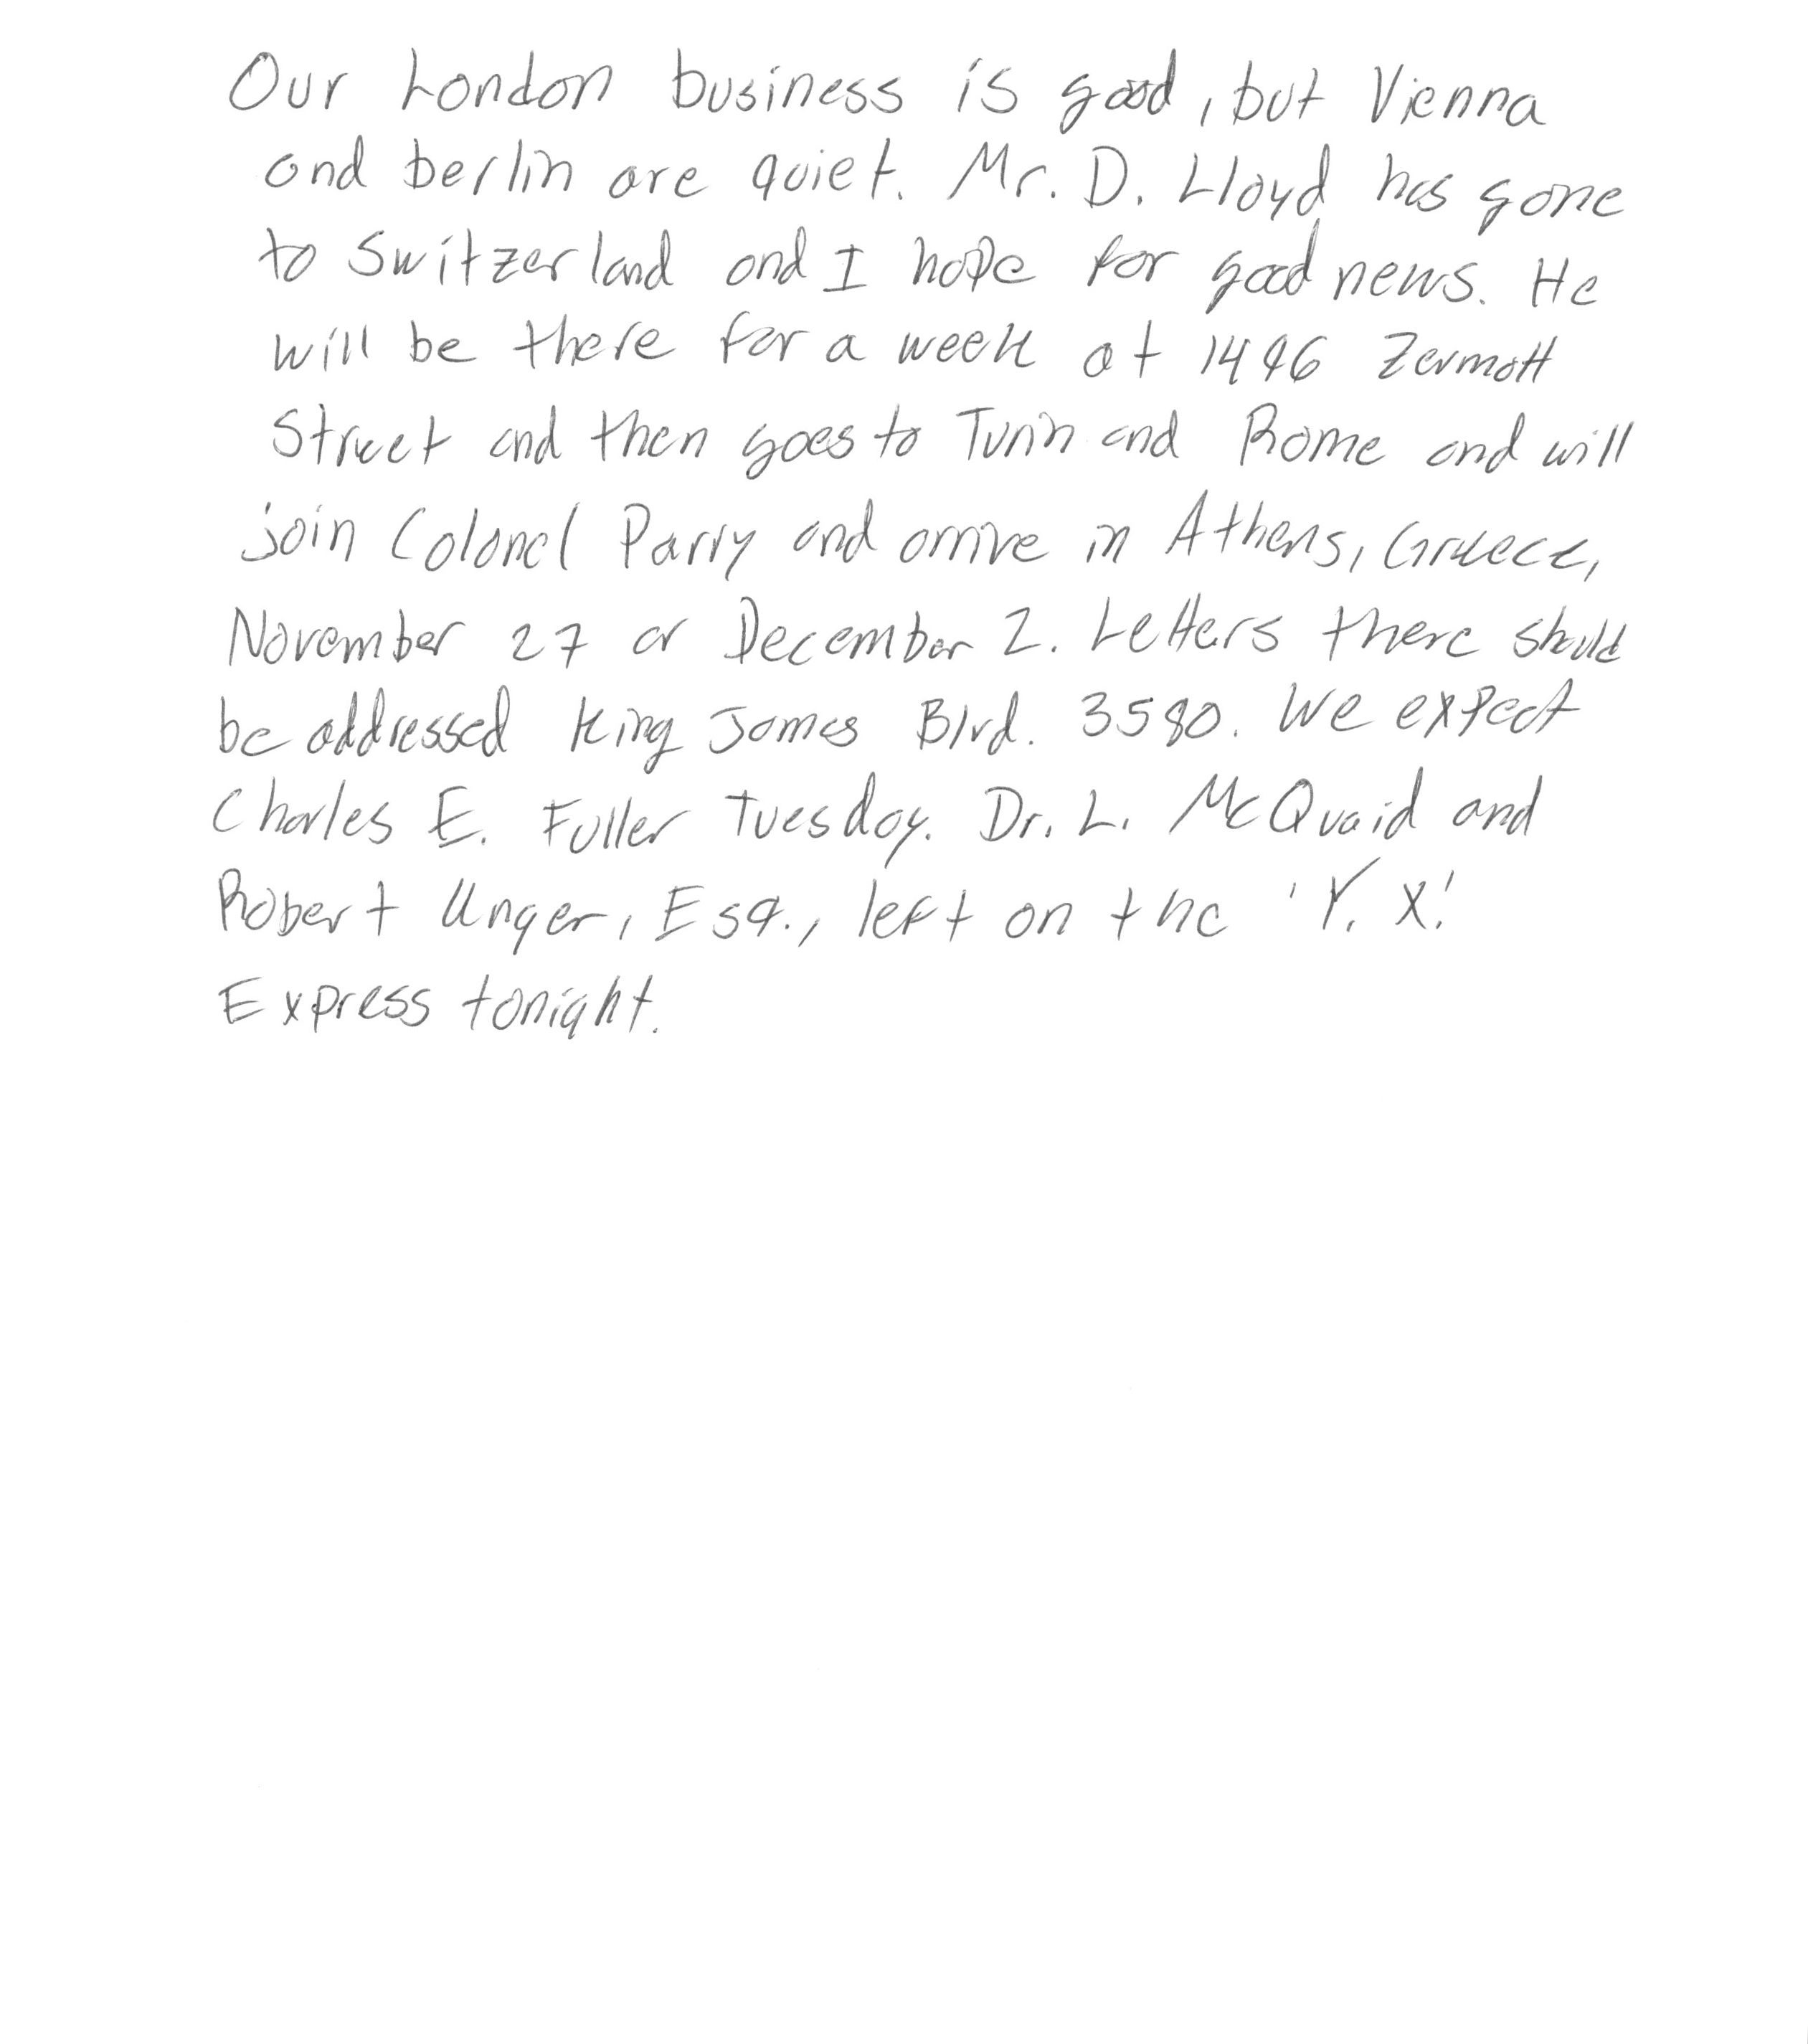 Our London business is good, but Vienna
and berlin are quiet. Mr. D. Lloyd has gone
to Switzerland and I hope for good news. He
will be there for a week at 1496 Zermott
Street and then goes to Turin and Rome and will
join Colonel Parry and arrive in Athens, Greece,
November 27 or December 2. Letters there should
be addressed King James Blvd. 3580. We expect
Charles E. Fuller Tuesday. Dr. L. McQuaid and
Robert Unger, Esq., left on the 'Y. X.'
Express tonight.